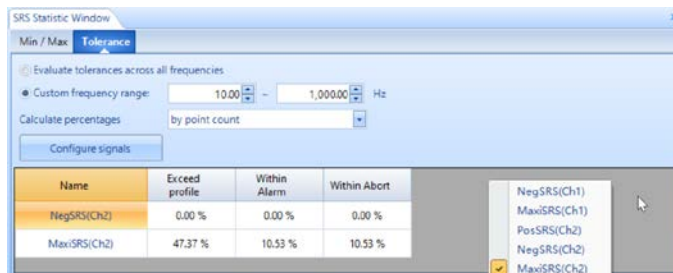 SRS Statistic Window
Min / Max Tolerance
Evaluate tolerances across all frequencies
Custom frequency range: 10.00 – 1,000.00 Hz
Calculate percentages by point count
Configure signals
Name Exceed profile Within Alarm Within Abort
NegSRS(Ch2) 0.00 % 0.00 % 0.00 %
MaxiSRS(Ch2) 47.37 % 10.53 % 10.53 %
NegSRS(Ch1)
MaxiSRS(Ch1)
PosSRS(Ch2)
NegSRS(Ch2)
MaxiSRS(Ch2)